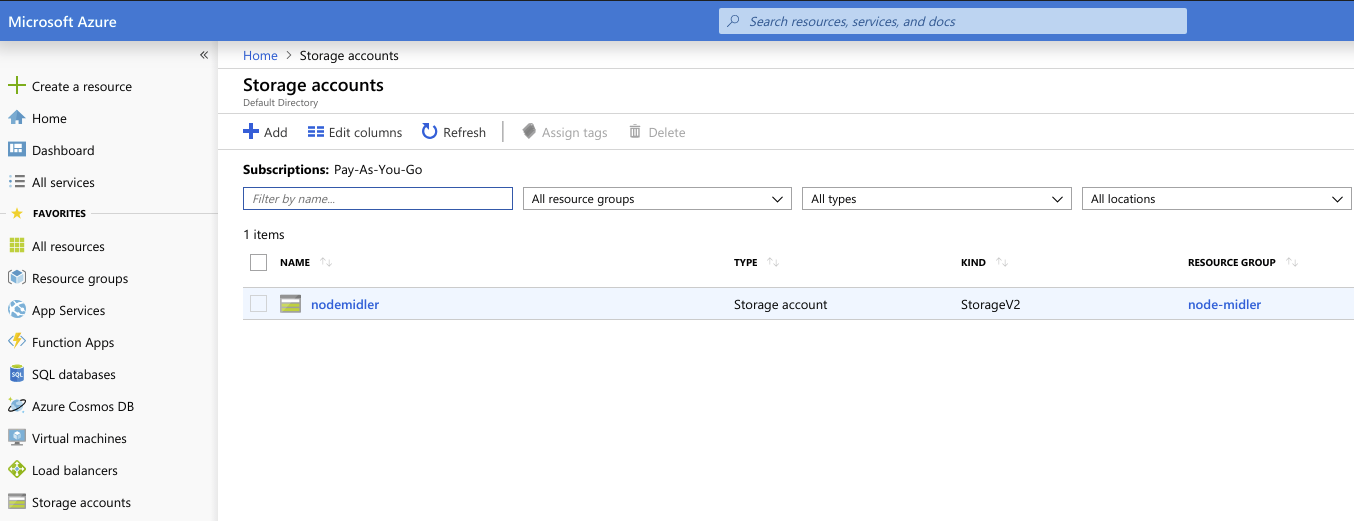 Microsoft Azure
Search resources, services, and docs
«
Home > Storage accounts
Create a resource
Home
Dashboard
All services
FAVORITES
All resources
Resource groups
App Services
Function Apps
SQL databases
Azure Cosmos DB
Virtual machines
Load balancers
Storage accounts
Storage accounts
Default Directory
Add Edit columns Refresh Assign tags Delete
Subscriptions: Pay-As-You-Go
Filter by name... All resource groups All types All locations
1 items
NAME TYPE KIND RESOURCE GROUP
nodemidler Storage account StorageV2 node-midler